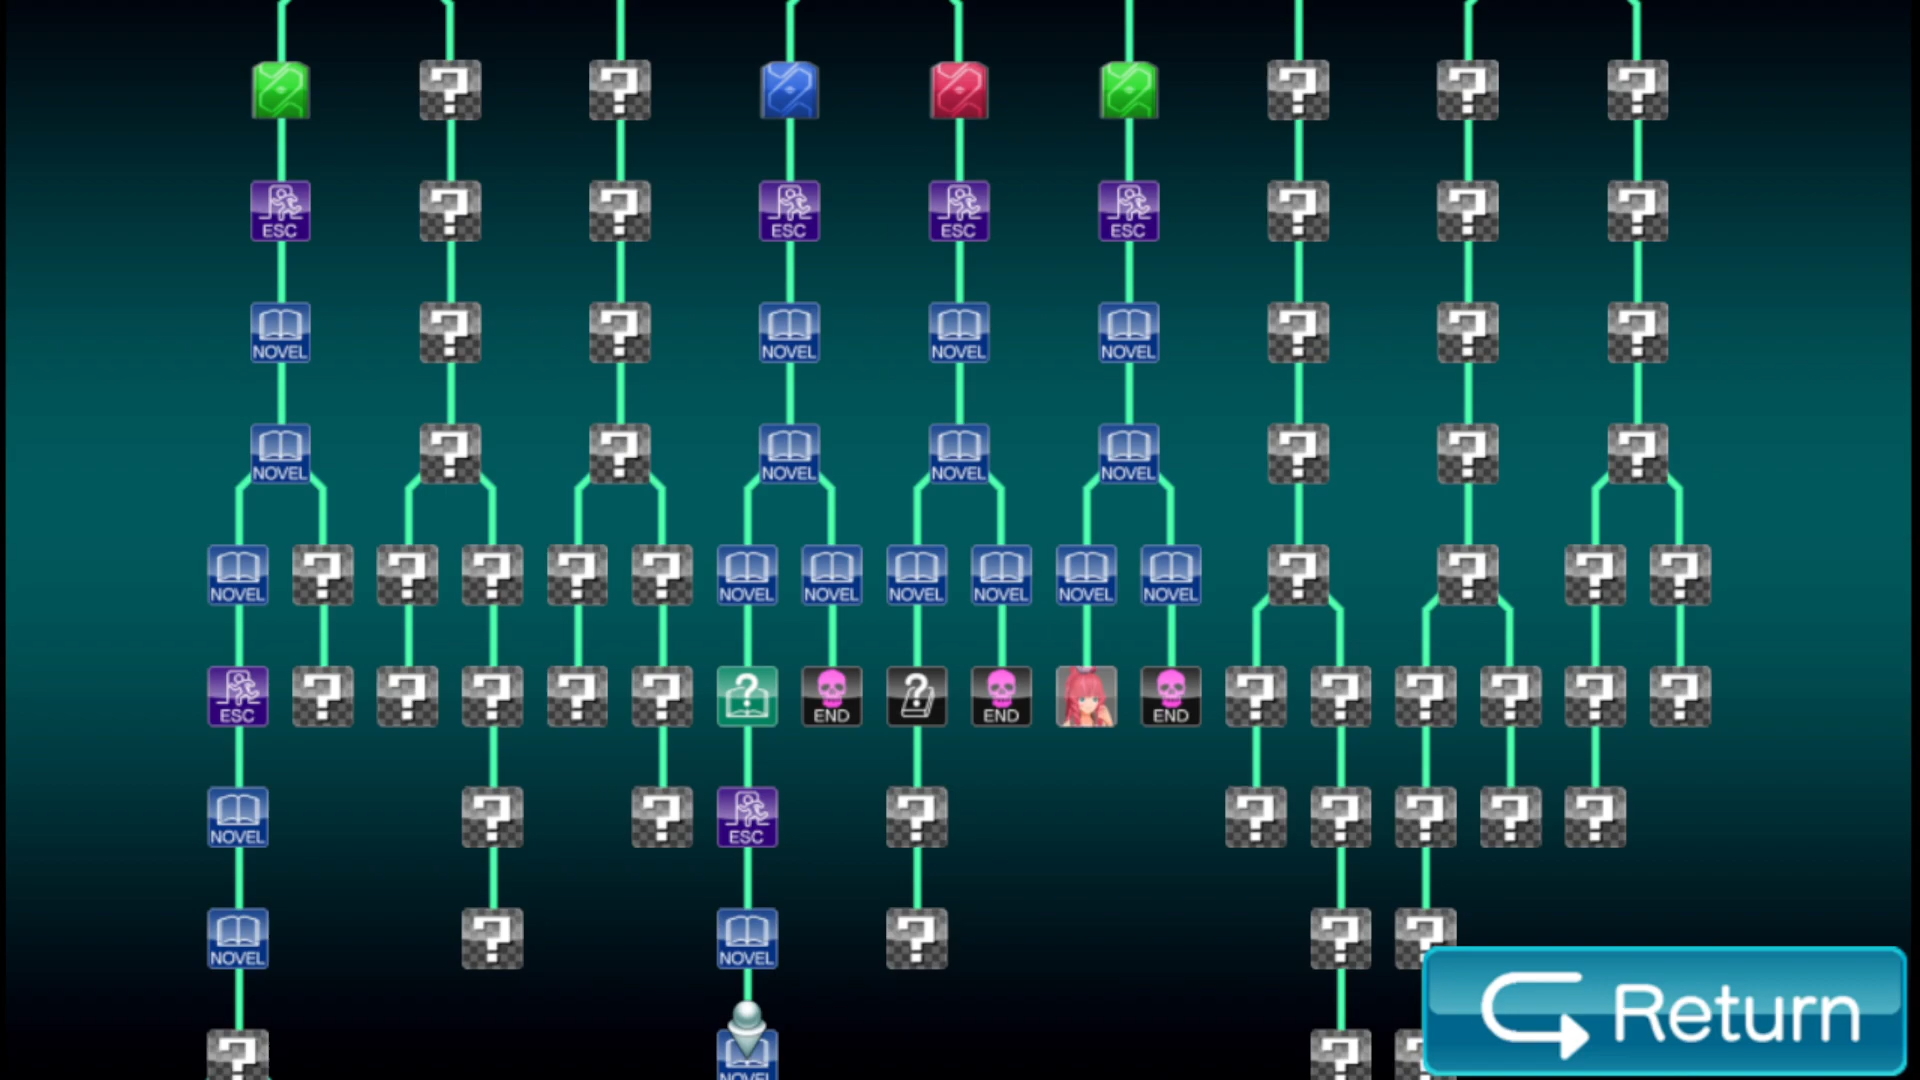 ? ? ? ? ?
ESC ? ? ESC ESC ESC ? ? ?
NOVEL ? ? NOVEL NOVEL NOVEL ? ? ?
NOVEL ? ? NOVEL NOVEL NOVEL ? ? ?
NOVEL ? ? ? ? ? NOVEL NOVEL NOVEL NOVEL NOVEL NOVEL ? ? ? ?
ESC ? ? ? ? ? ? END ? END END ? ? ? ? ? ?
NOVEL ? ? ESC ? ? ? ? ? ?
NOVEL ? NOVEL ? ? ?
? NOVEL ? ?
Return